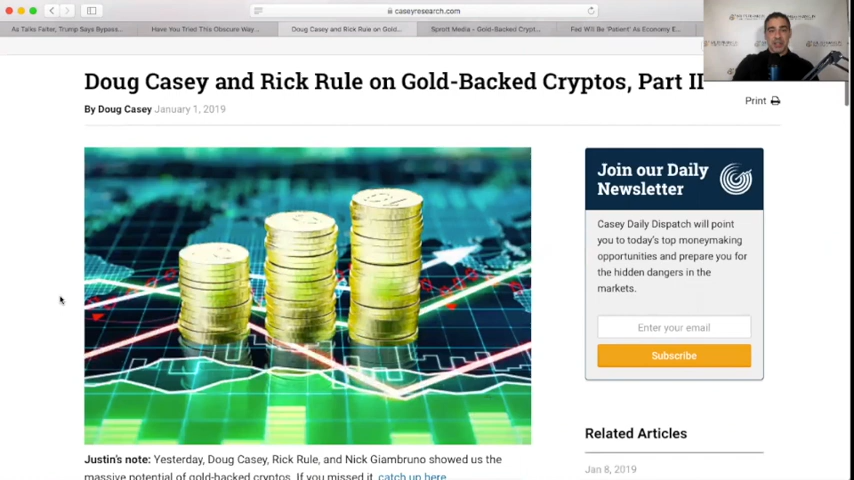 caseyresearch.com
As Talks Falter, Trump Says Bypass...
Have You Tried This Obscure Way ...
Doug Casey and Rick Rule on Gold-...
Sprott Media - Gold-Backed Crypt...
Fed Will Be 'Patient' As Economy E...
Doug Casey and Rick Rule on Gold-Backed Cryptos, Part II
By Doug Casey January 1, 2019
Print
Join our Daily
Newsletter
Casey Daily Dispatch will point
you to today's top moneymaking
opportunities and prepare you for
the hidden dangers in the
markets.
Enter your email
Subscribe
Related Articles
Jan 8, 2019
Justin's note: Yesterday, Doug Casey, Rick Rule, and Nick Giambruno showed us the
massive potential of gold-backed cryptos. If you missed it, catch up here.